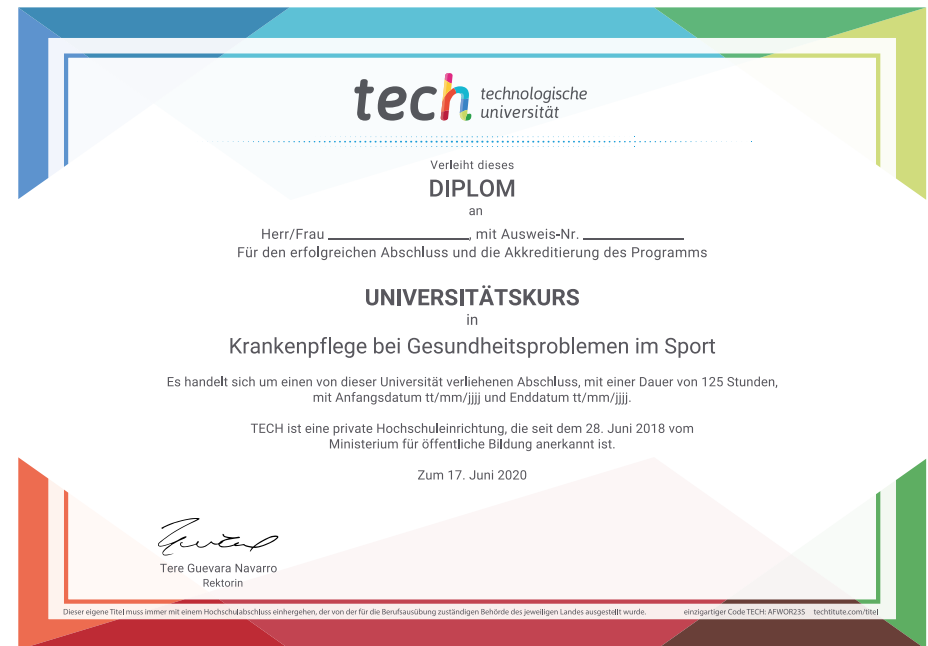 tech technologische
universität
Verleiht dieses
DIPLOM
an
Herr/Frau ____________, mit Ausweis-Nr. ____________
Für den erfolgreichen Abschluss und die Akkreditierung des Programms
UNIVERSITÄTSKURS
in
Krankenpflege bei Gesundheitsproblemen im Sport
Es handelt sich um einen von dieser Universität verliehenen Abschluss, mit einer Dauer von 125 Stunden,
mit Anfangsdatum tt/mm/jjjj und Enddatum tt/mm/jjjj.
TECH ist eine private Hochschuleinrichtung, die seit dem 28. Juni 2018 vom
Ministerium für öffentliche Bildung anerkannt ist.
Zum 17. Juni 2020
Tere Guevara Navarro
Rektorin
Dieser eigene Titel muss immer mit einem Hochschulabschluss einhergehen, der von der für die Berufsausübung zuständigen Behörde des jeweiligen Landes ausgestellt wurde. einzigartiger Code TECH: AFWOR235 techtitute.com/titel